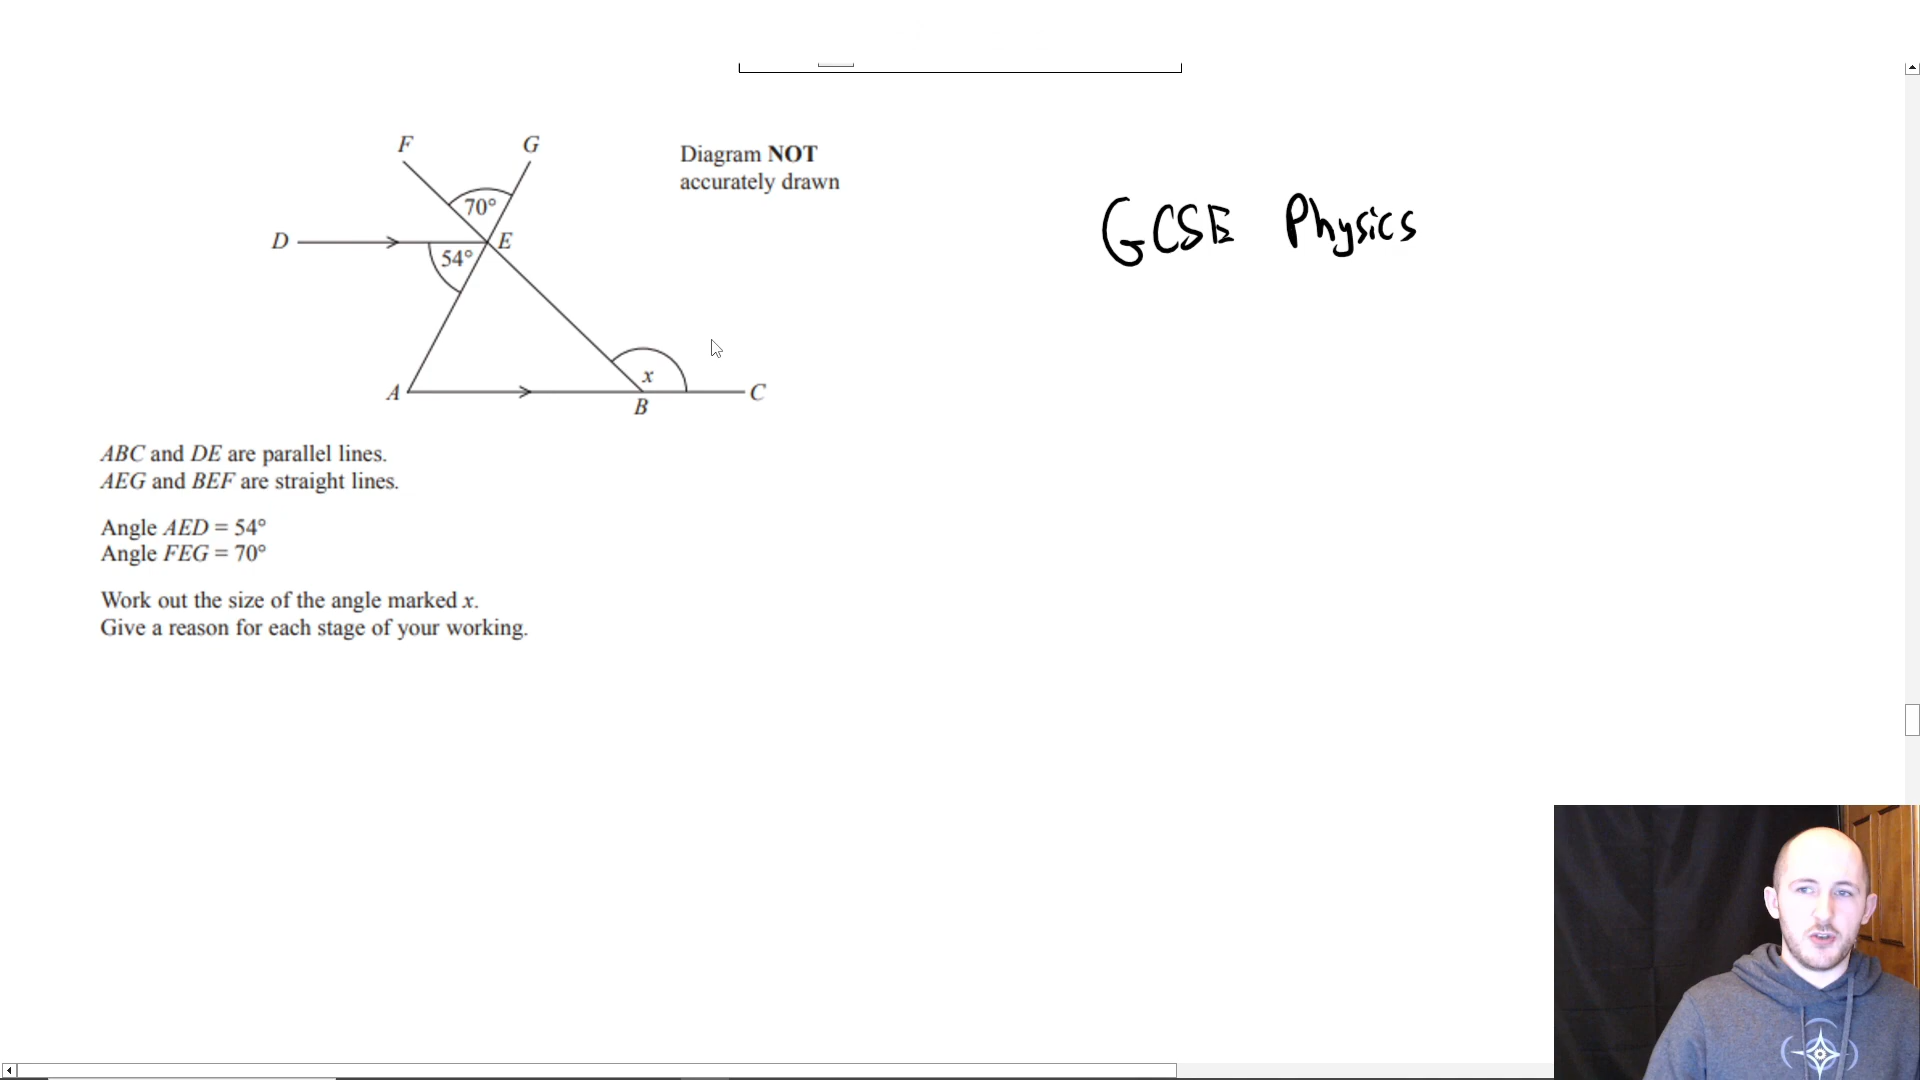 F G
Diagram NOT
accurately drawn
GCSE Physics
70°
D E
54°
x
A B C
ABC and DE are parallel lines.
AEG and BEF are straight lines.
Angle AED = 54°
Angle FEG = 70°
Work out the size of the angle marked x.
Give a reason for each stage of your working.